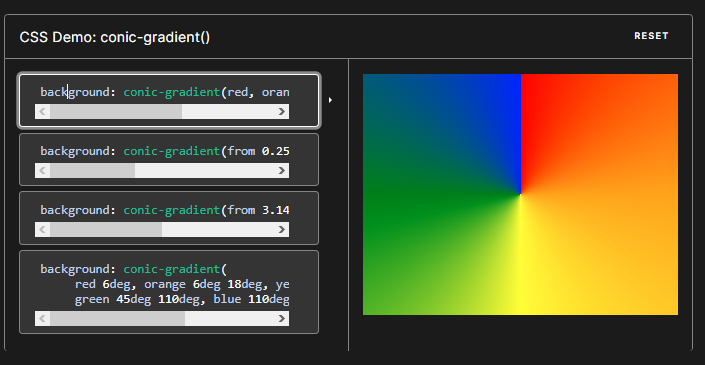 CSS Demo: conic-gradient()
RESET
background: conic-gradient(red, oran
background: conic-gradient(from 0.25
background: conic-gradient(from 3.14
background: conic-gradient(
red 6deg, orange 6deg 18deg, ye
green 45deg 110deg, blue 110deg